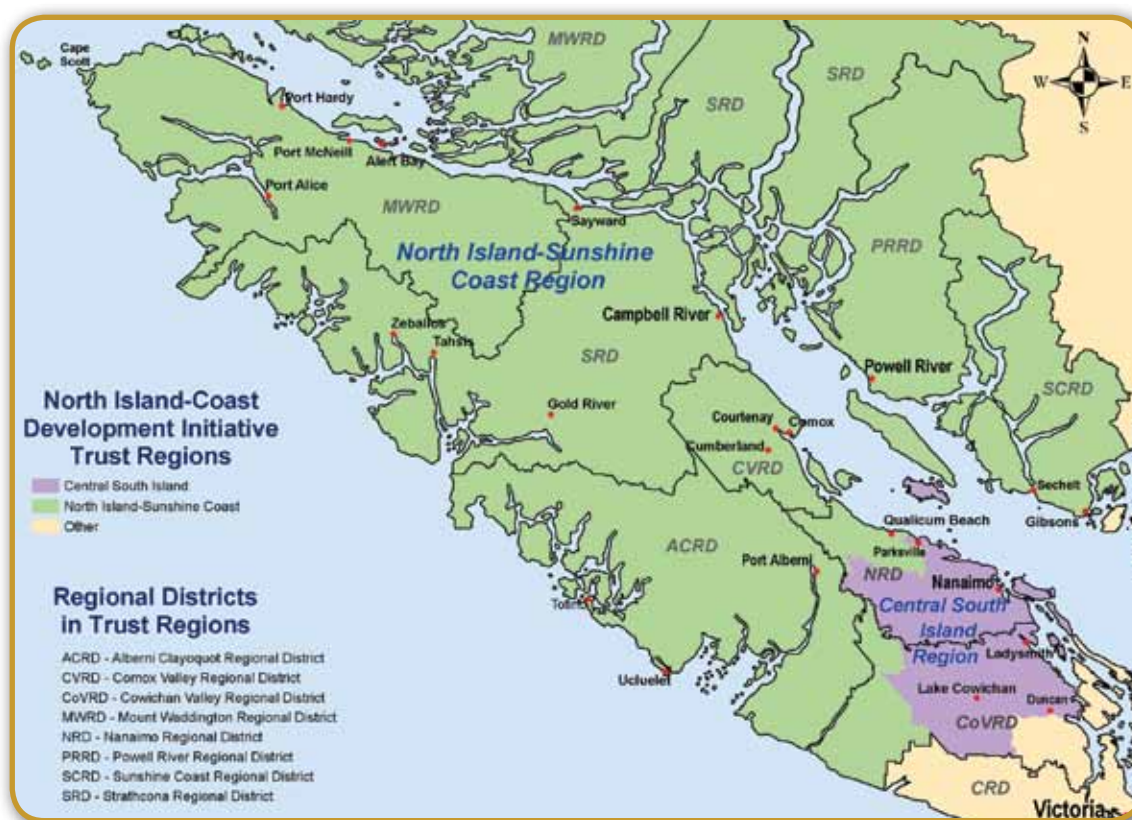 Cape
Scott
MWRD
SRD
N
W
E
S
SRD
Port Hardy
Port McNeill
Alert Bay
Port Alice
MWRD
Sayward
PRRD
North Island-Sunshine
Coast Region
Campbell River
Zeballos
Tahsis
SRD
Powell River
SCRD
Gold River
Courtenay
Comox
Cumberland
CVRD
Sechelt
Gibsons
Qualicum Beach
Parksville
ACRD
Port Alberni
NRD
Nanaimo
Central South
Island
Region
Tofino
Ladysmith
Ucluelet
Lake Cowichan
Duncan
CoVRD
CRD
Victoria
North Island-Coast
Development Initiative
Trust Regions
Central South Island
North Island-Sunshine Coast
Other
Regional Districts
in Trust Regions
ACRD - Alberni Clayoquot Regional District
CVRD - Comox Valley Regional District
CoVRD - Cowichan Valley Regional District
MWRD - Mount Waddington Regional District
NRD - Nanaimo Regional District
PRRD - Powell River Regional District
SCRD - Sunshine Coast Regional District
SRD - Strathcona Regional District